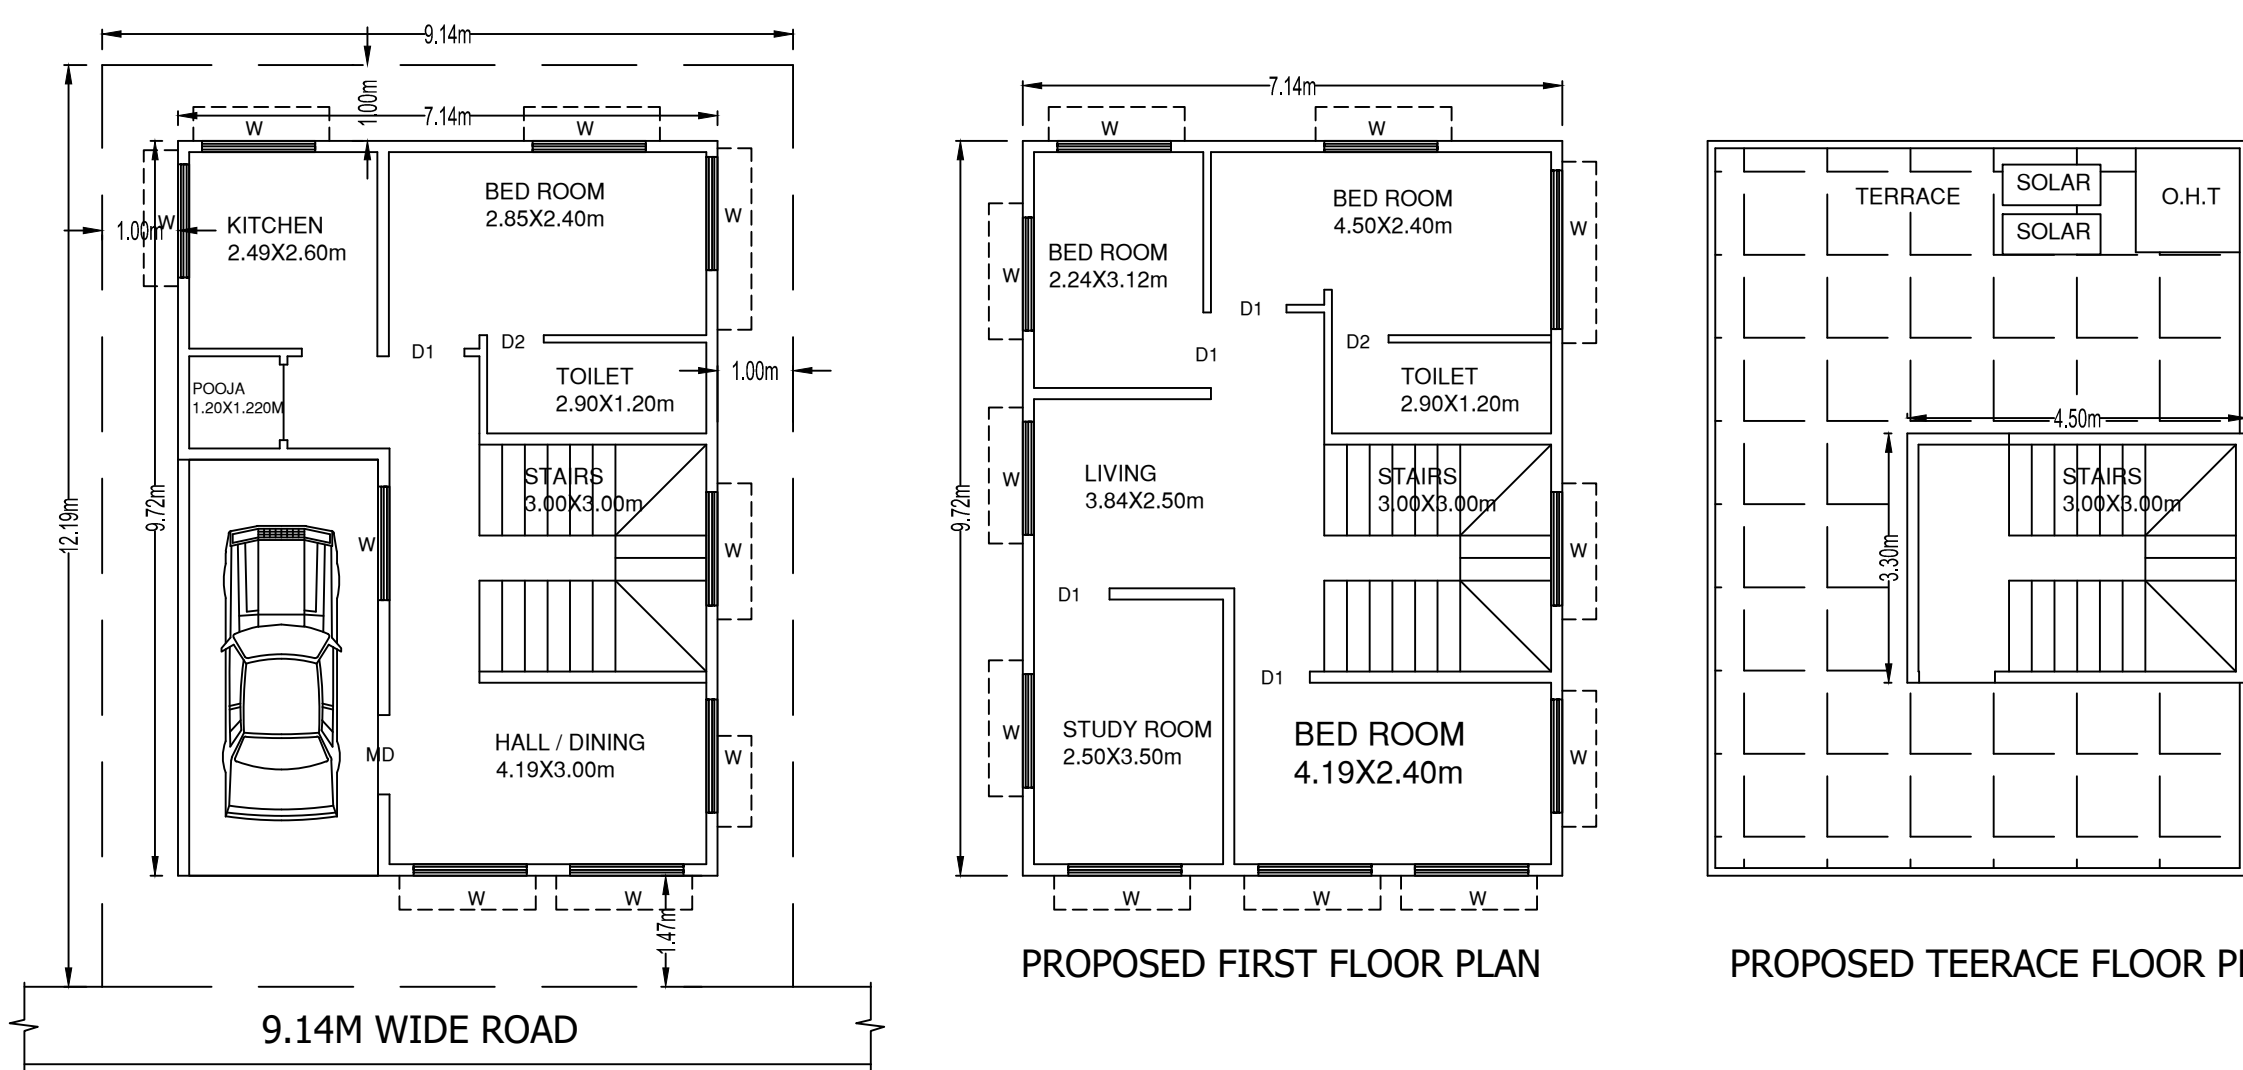 9.14m
1.00m
7.14m
W
W
W
1.00m
KITCHEN
2.49X2.60m
BED ROOM
2.85X2.40m
W
D1
D2
POOJA
1.20X1.220M
TOILET
2.90X1.20m
1.00m
12.19m
9.72m
STAIRS
3.00X3.00m
W
W
MD
HALL / DINING
4.19X3.00m
W
W
W
1.47m
9.14M WIDE ROAD
7.14m
W
W
BED ROOM
2.24X3.12m
W
BED ROOM
4.50X2.40m
W
D1
D1
D2
TOILET
2.90X1.20m
9.72m
W
LIVING
3.84X2.50m
STAIRS
3.00X3.00m
W
D1
D1
W
STUDY ROOM
2.50X3.50m
BED ROOM
4.19X2.40m
W
W
W
W
PROPOSED FIRST FLOOR PLAN
TERRACE
SOLAR
SOLAR
O.H.T
4.50m
3.30m
STAIRS
3.00X3.00m
PROPOSED TEERACE FLOOR